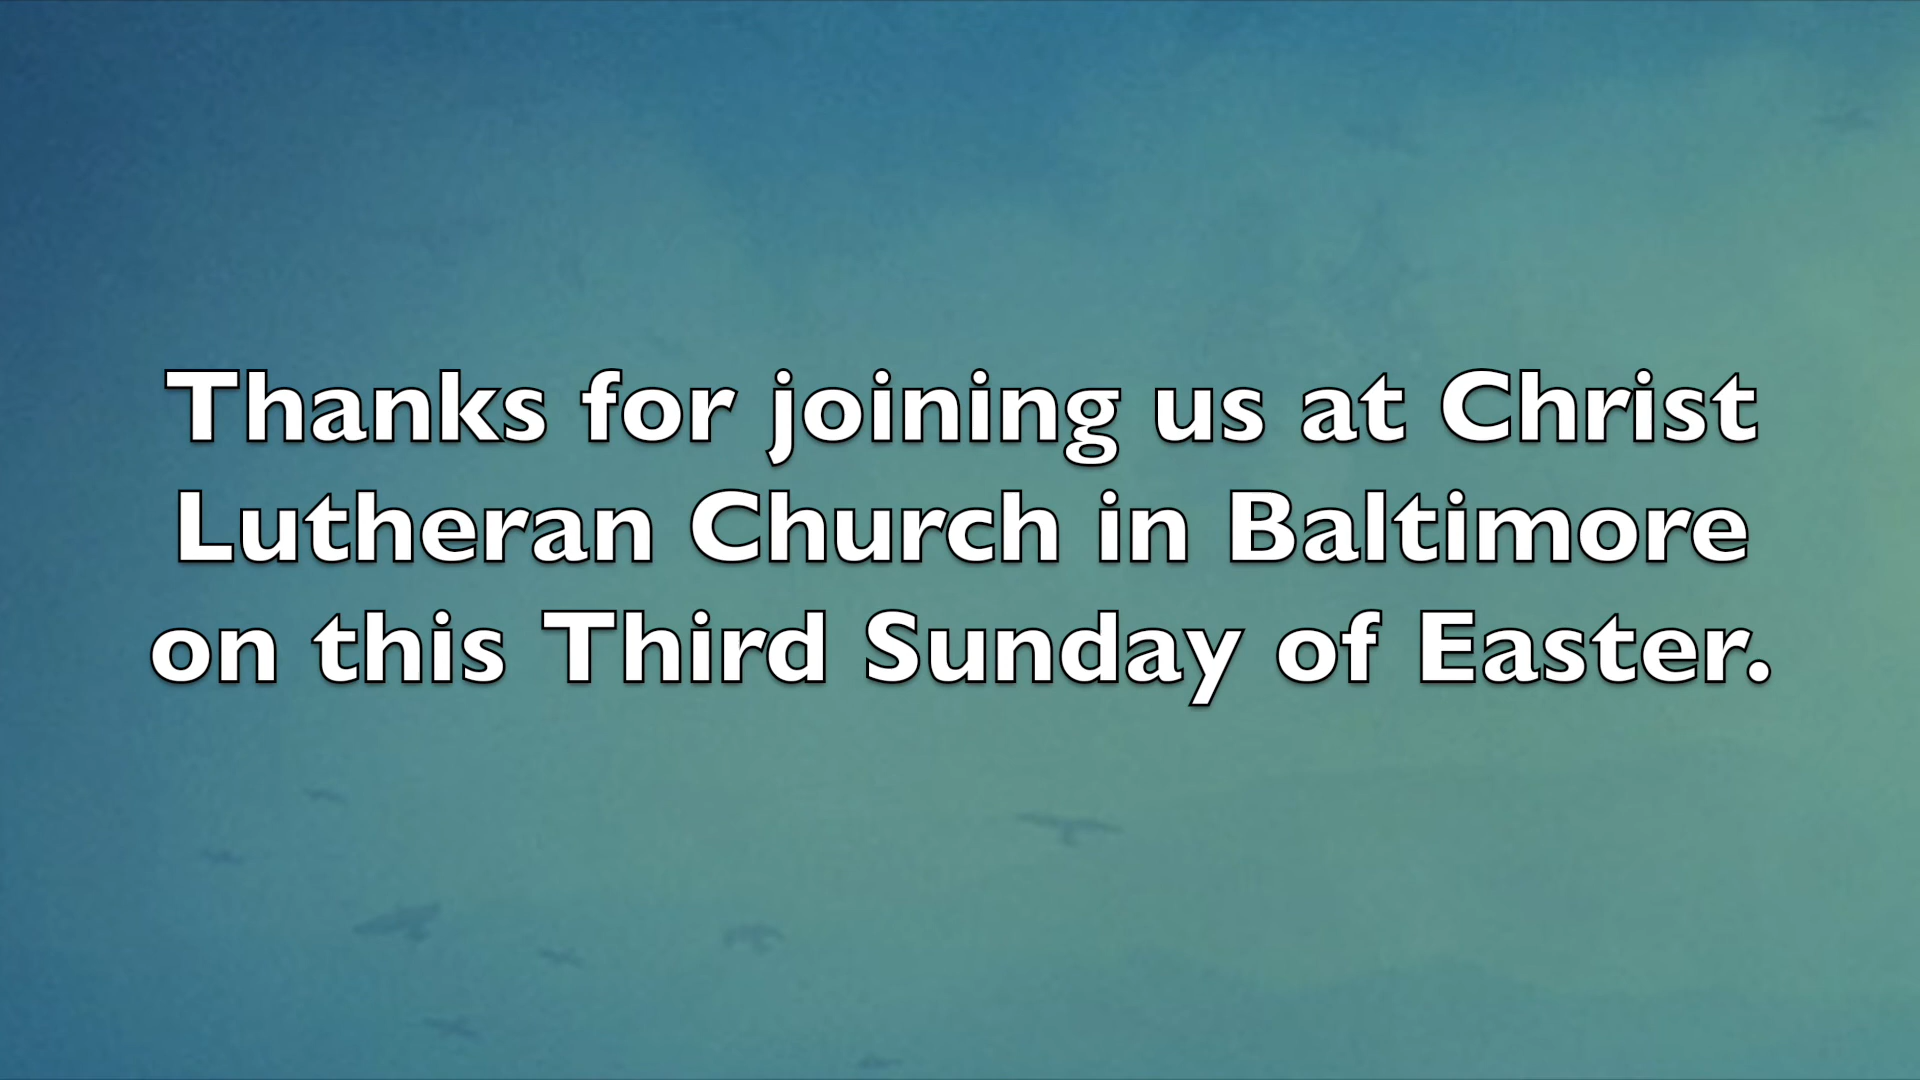 Thanks for joining us at Christ
Lutheran Church in Baltimore
on this Third Sunday of Easter.